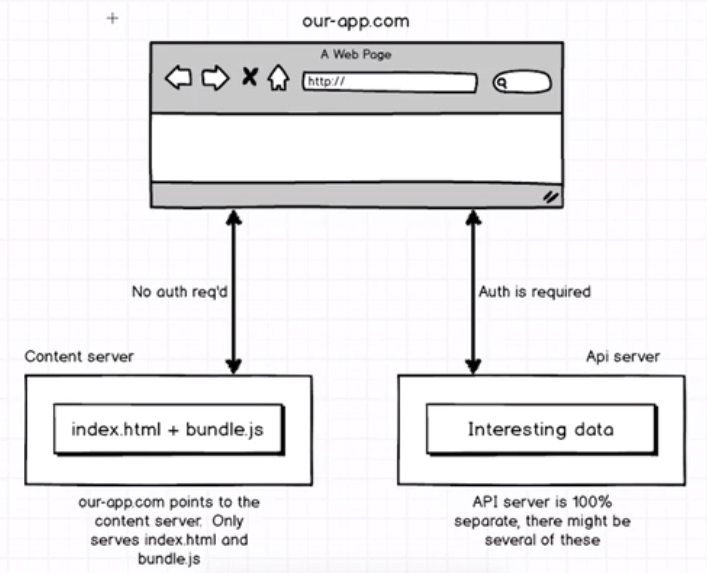 our-app.com
A Web Page
http://
No auth req'd
Auth is required
Content server
Api server
index.html + bundle.js
Interesting data
our-app.com points to the
content server. Only
serves index.html and
bundle.js
API server is 100%
separate, there might be
several of these